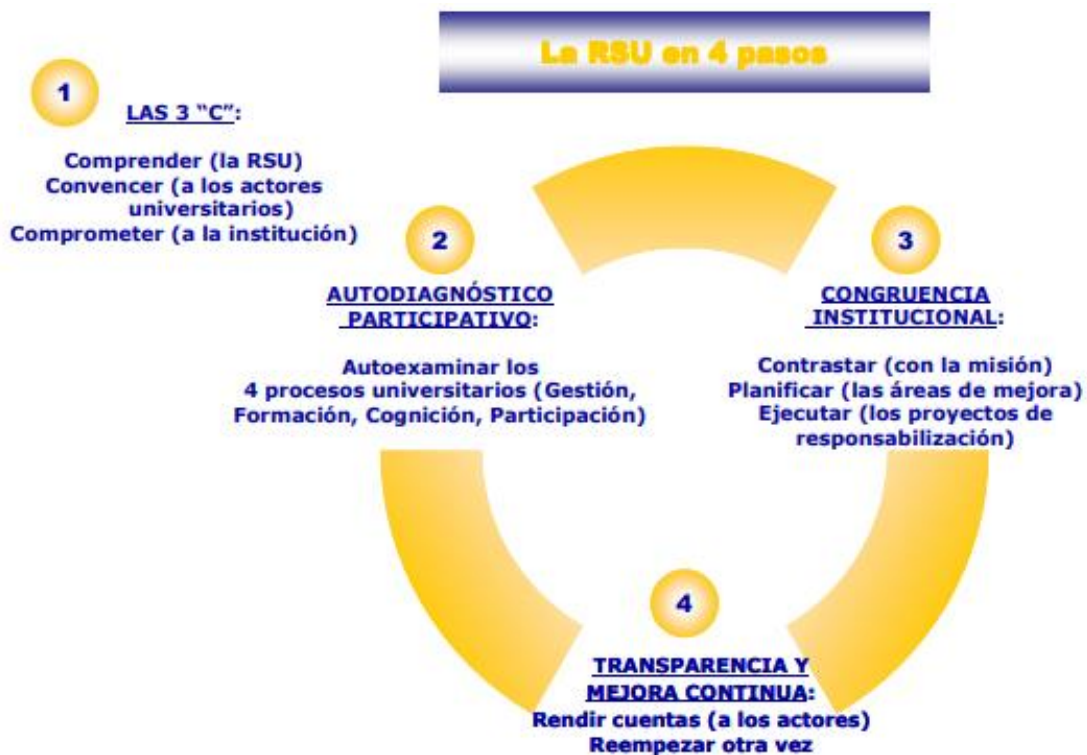 La RSU en 4 pasos
1
LAS 3 “C”:
Comprender (la RSU)
Convencer (a los actores
universitarios)
Comprometer (a la institución)
2
AUTODIAGNÓSTICO
PARTICIPATIVO:
Autoexaminar los
4 procesos universitarios (Gestión,
Formación, Cognición, Participación)
3
CONGRUENCIA
INSTITUCIONAL:
Contrastar (con la misión)
Planificar (las áreas de mejora)
Ejecutar (los proyectos de
responsabilización)
4
TRANSPARENCIA Y
MEJORA CONTINUA:
Rendir cuentas (a los actores)
Reempezar otra vez